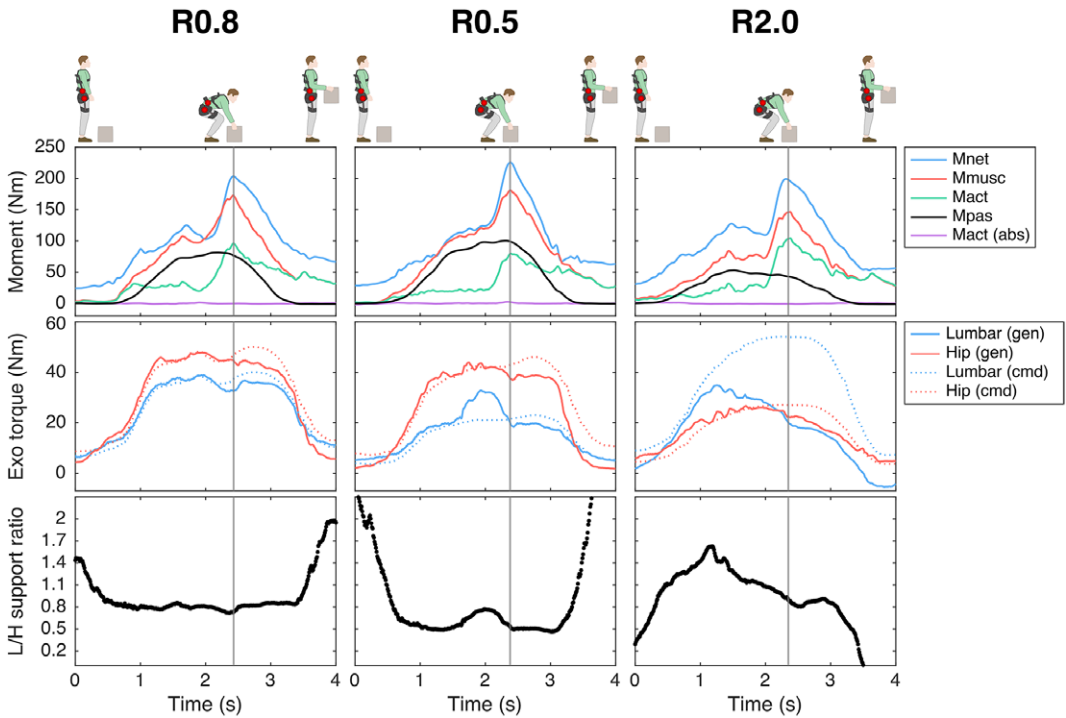 R0.8 R0.5 R2.0
Moment (Nm)
250
200
150
100
50
0
Mnet
Mmusc
Mact
Mpas
Mact (abs)
Exo torque (Nm)
60
40
20
0
Lumbar (gen)
Hip (gen)
Lumbar (cmd)
Hip (cmd)
L/H support ratio
2
1.7
1.4
1.1
0.8
0.5
0.2
0 1 2 3 4 0 1 2 3 4 0 1 2 3 4
Time (s) Time (s) Time (s)